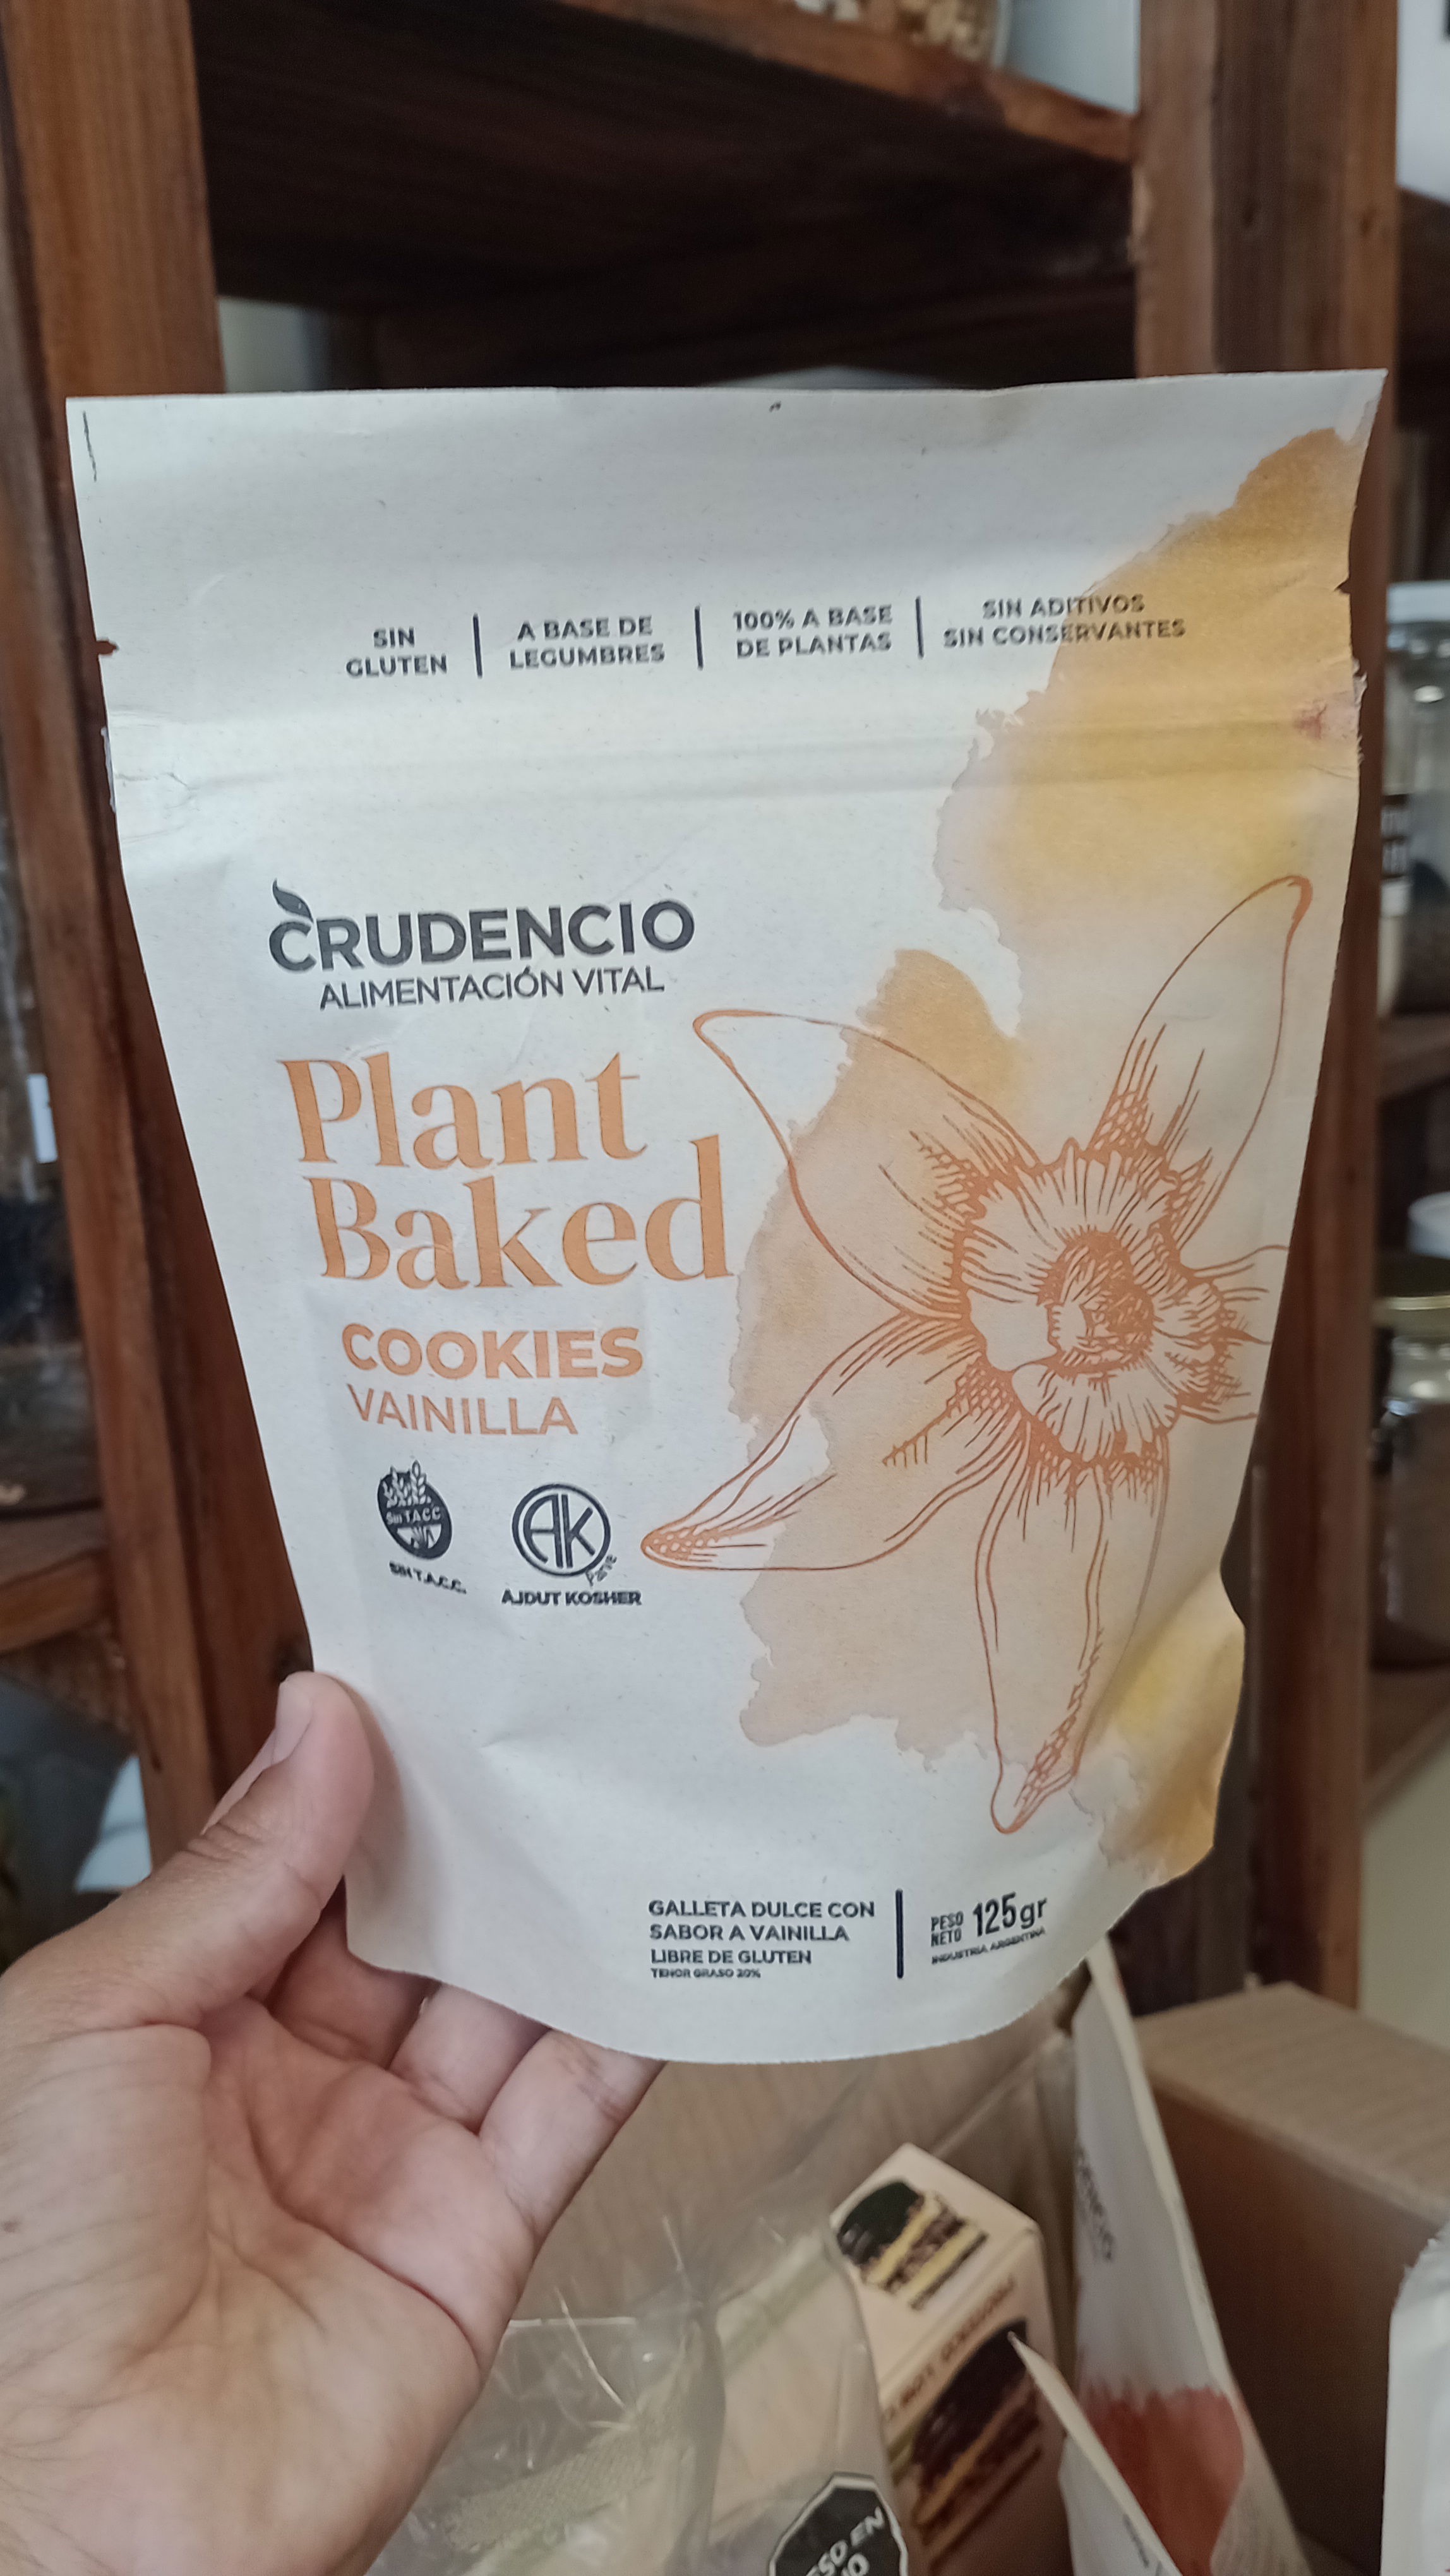 SIN
GLUTEN
A BASE DE
LEGUMBRES
100% A BASE
DE PLANTAS
SIN ADITIVOS
SIN CONSERVANTES
CRUDENCIO
ALIMENTACIÓN VITAL
Plant
Baked
COOKIES
VAINILLA
Sin TACC
SIN T.A.C.C.
AK
Parve
AJDUT KOSHER
GALLETA DULCE CON
SABOR A VAINILLA
LIBRE DE GLUTEN
TENOR GRASO 20%
PESO
NETO
125gr
INDUSTRIA ARGENTINA
EN